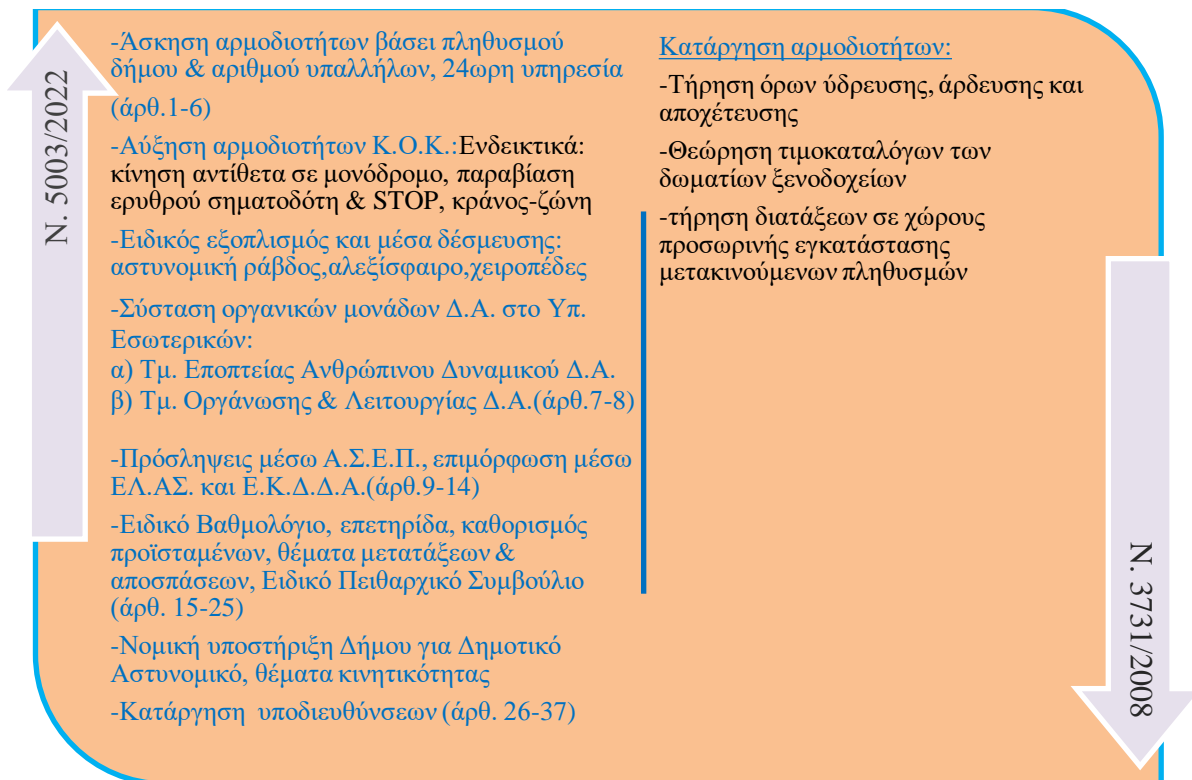 Ν. 5003/2022
-Άσκηση αρμοδιοτήτων βάσει πληθυσμού
δήμου & αριθμού υπαλλήλων, 24ωρη υπηρεσία
(άρθ.1-6)
-Αύξηση αρμοδιοτήτων Κ.Ο.Κ.:Ενδεικτικά:
κίνηση αντίθετα σε μονόδρομο, παραβίαση
ερυθρού σηματοδότη & STOP, κράνος-ζώνη
-Ειδικός εξοπλισμός και μέσα δέσμευσης:
αστυνομική ράβδος,αλεξίσφαιρο,χειροπέδες
-Σύσταση οργανικών μονάδων Δ.Α. στο Υπ.
Εσωτερικών:
α) Τμ. Εποπτείας Ανθρώπινου Δυναμικού Δ.Α.
β) Τμ. Οργάνωσης & Λειτουργίας Δ.Α.(άρθ.7-8)
-Πρόσληψεις μέσω Α.Σ.Ε.Π., επιμόρφωση μέσω
ΕΛ.ΑΣ. και Ε.Κ.Δ.Δ.Α.(άρθ.9-14)
-Ειδικό Βαθμολόγιο, επετηρίδα, καθορισμός
προϊσταμένων, θέματα μετατάξεων &
αποσπάσεων, Ειδικό Πειθαρχικό Συμβούλιο
(άρθ. 15-25)
-Νομική υποστήριξη Δήμου για Δημοτικό
Αστυνομικό, θέματα κινητικότητας
-Κατάργηση υποδιευθύνσεων (άρθ. 26-37)
Κατάργηση αρμοδιοτήτων:
-Τήρηση όρων ύδρευσης, άρδευσης και
αποχέτευσης
-Θεώρηση τιμοκαταλόγων των
δωματίων ξενοδοχείων
-τήρηση διατάξεων σε χώρους
προσωρινής εγκατάστασης
μετακινούμενων πληθυσμών
Ν. 3731/2008